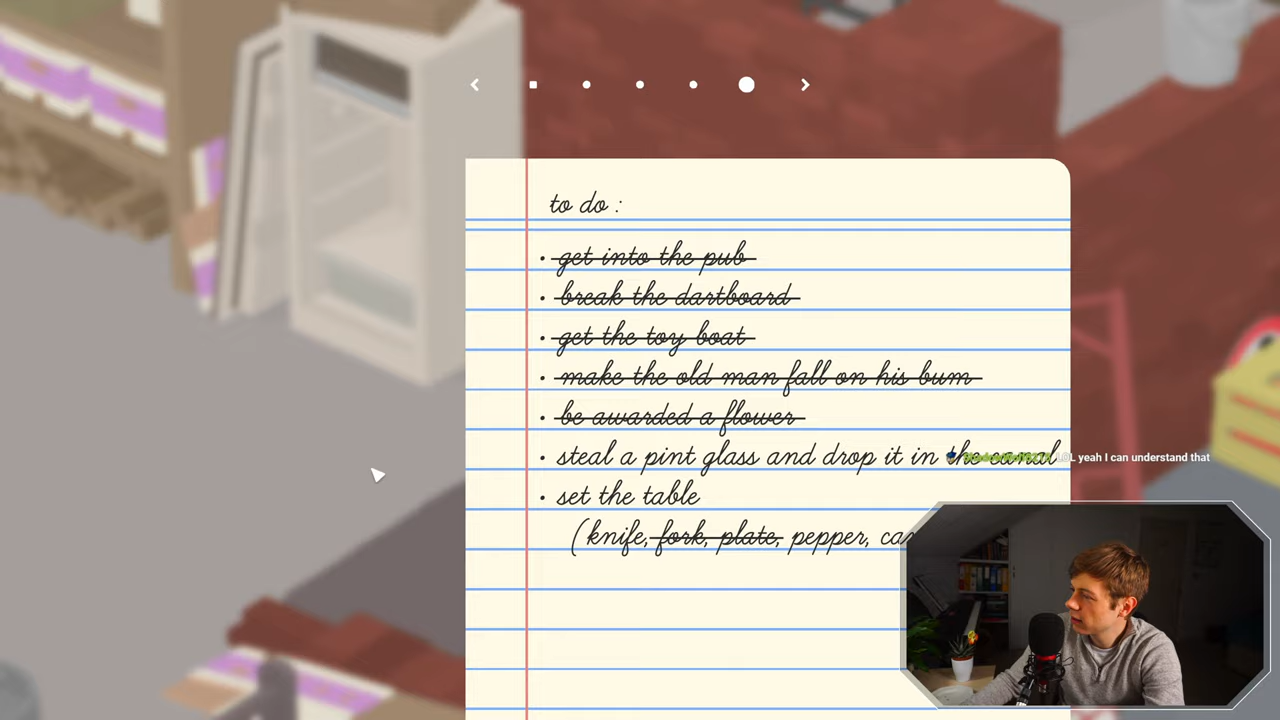 to do :
• get into the pub
• break the dartboard
• get the toy boat
• make the old man fall on his bum
• be awarded a flower
• steal a pint glass and drop it in the canal
LOL yeah I can understand that
• set the table
(knife, fork, plate, pepper,